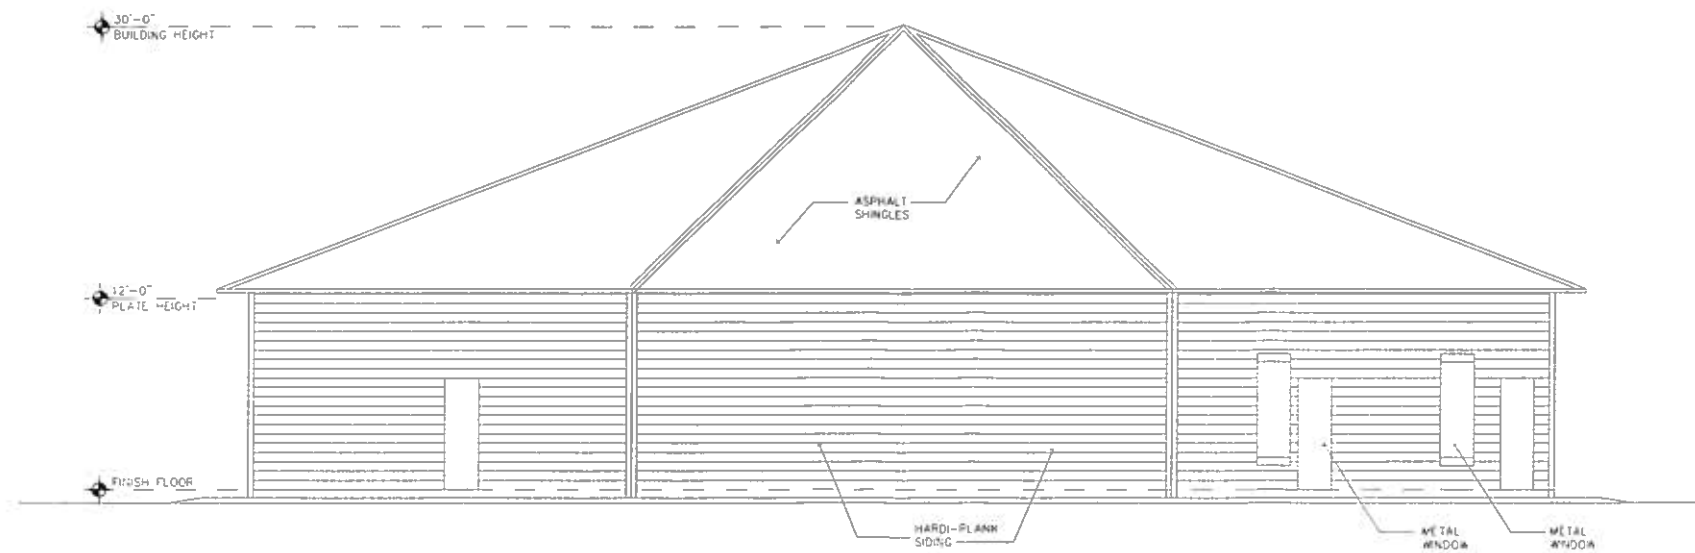 30'-0"
BUILDING HEIGHT
ASPHALT
SHINGLES
12'-0"
PLATE HEIGHT
FINISH FLOOR
HARDI-PLANK
SIDING
METAL
WINDOW
METAL
WINDOW